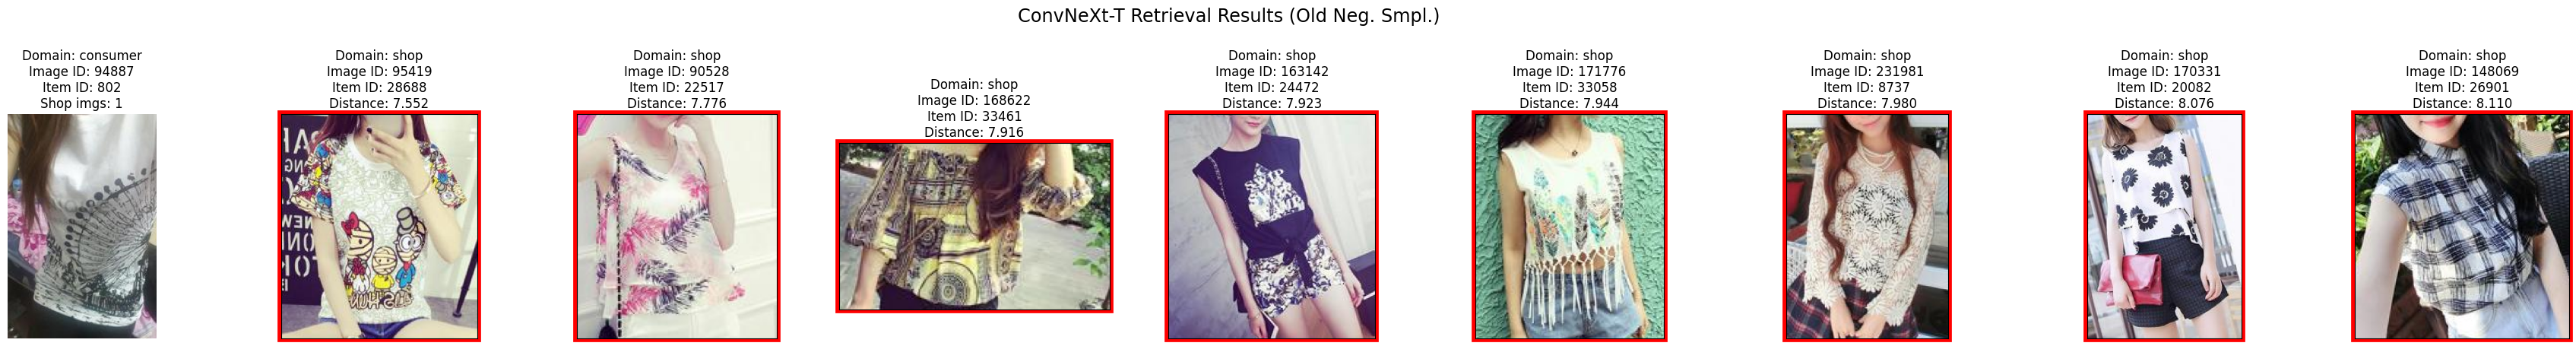 ConvNeXt-T Retrieval Results (Old Neg. Smpl.)
Domain: consumer
Image ID: 94887
Item ID: 802
Shop imgs: 1
Domain: shop
Image ID: 95419
Item ID: 28688
Distance: 7.552
Domain: shop
Image ID: 90528
Item ID: 22517
Distance: 7.776
Domain: shop
Image ID: 168622
Item ID: 33461
Distance: 7.916
Domain: shop
Image ID: 163142
Item ID: 24472
Distance: 7.923
Domain: shop
Image ID: 171776
Item ID: 33058
Distance: 7.944
Domain: shop
Image ID: 231981
Item ID: 8737
Distance: 7.980
Domain: shop
Image ID: 170331
Item ID: 20082
Distance: 8.076
Domain: shop
Image ID: 148069
Item ID: 26901
Distance: 8.110